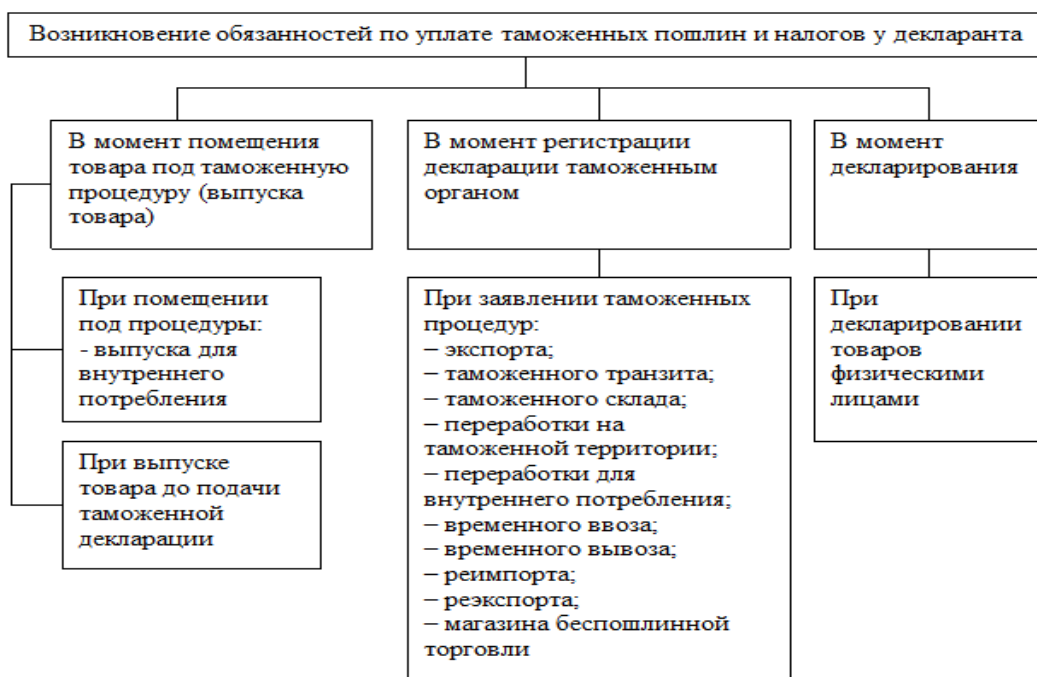 Возникновение обязанностей по уплате таможенных пошлин и налогов у декларанта
В момент помещения
товара под таможенную
процедуру (выпуска
товара)
При помещении
под процедуры:
- выпуска для
внутреннего
потребления
При выпуске
товара до подачи
таможенной
декларации
В момент регистрации
декларации таможенным
органом
При заявлении таможенных
процедур:
– экспорта;
– таможенного транзита;
– таможенного склада;
– переработки на
таможенной территории;
– переработки для
внутреннего потребления;
– временного ввоза;
– временного вывоза;
– реимпорта;
– реэкспорта;
– магазина беспошлинной
торговли
В момент
декларирования
При
декларировании
товаров
физическими
лицами